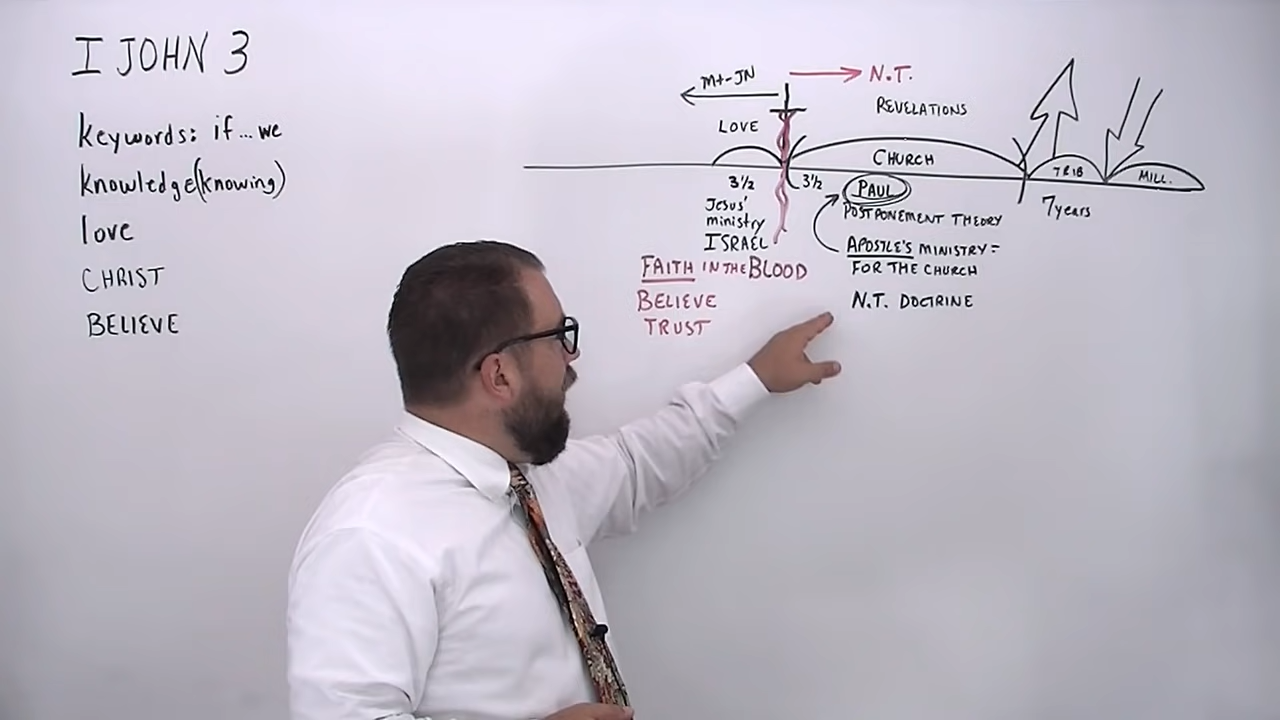 I JOHN 3
keywords: if...we
knowledge(knowing)
love
CHRIST
BELIEVE
Mt-JN
N.T.
LOVE
REVELATIONS
CHURCH
TRIB
MILL.
3½
3½
PAUL
7years
Jesus'
ministry
ISRAEL
POSTPONEMENT THEORY
APOSTLE'S MINISTRY =
FOR THE CHURCH
N.T. DOCTRINE
FAITH IN THE BLOOD
BELIEVE
TRUST